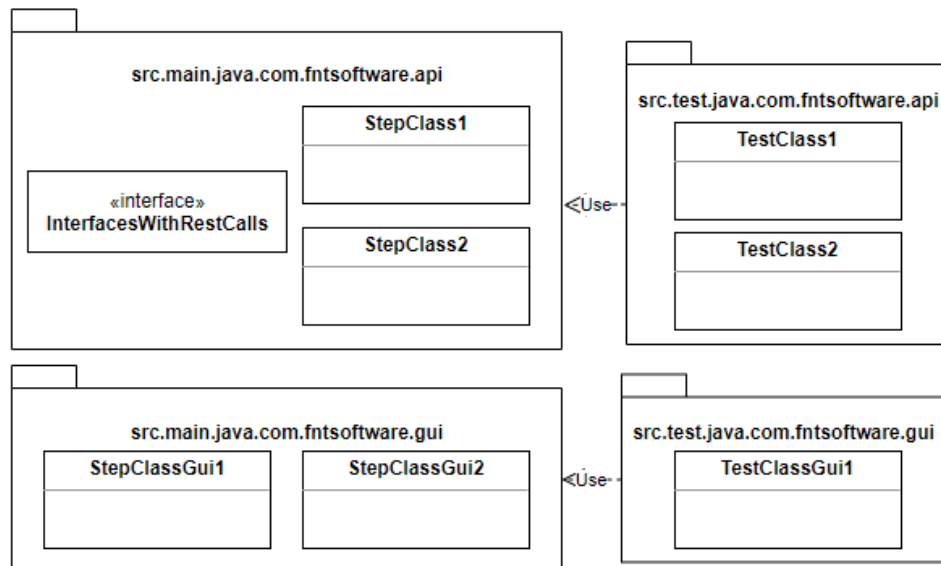 src.main.java.com.fntsoftware.api
StepClass1
«interface»
InterfacesWithRestCalls
StepClass2
Use
src.test.java.com.fntsoftware.api
TestClass1
TestClass2
src.main.java.com.fntsoftware.gui
StepClassGui1
StepClassGui2
Use
src.test.java.com.fntsoftware.gui
TestClassGui1